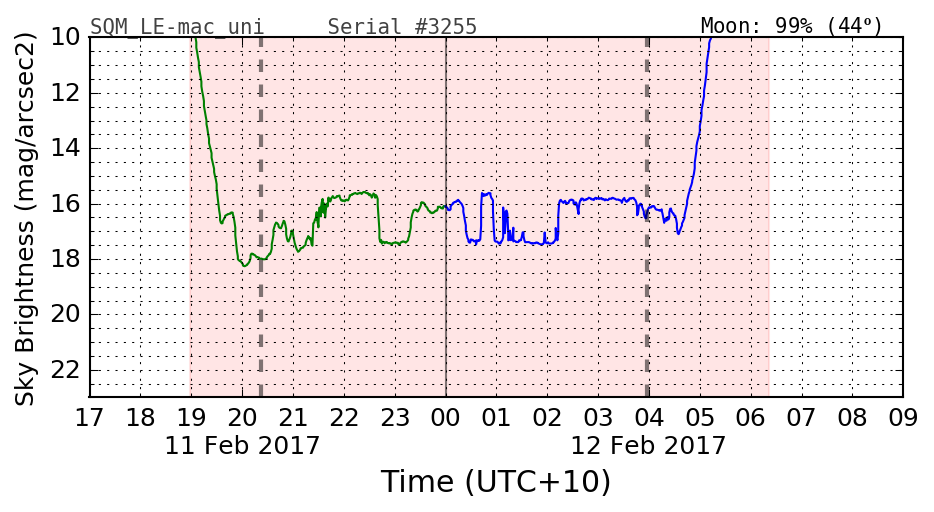 SQM_LE-mac_uni Serial #3255 Moon: 99% (44°)
Sky Brightness (mag/arcsec2)
10
12
14
16
18
20
22
17 18 19 20 21 22 23 00 01 02 03 04 05 06 07 08 09
11 Feb 2017 12 Feb 2017
Time (UTC+10)